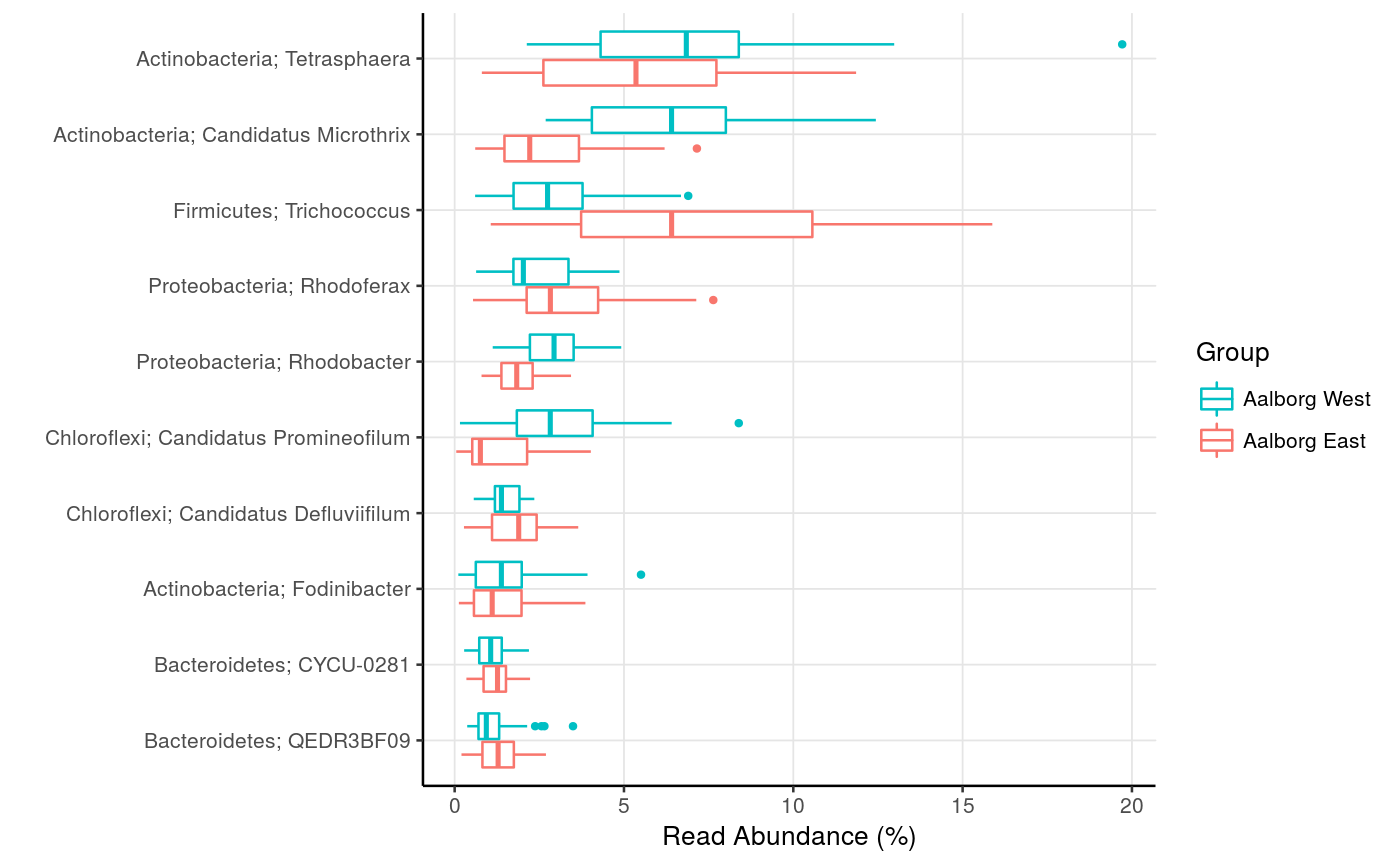 Actinobacteria; Tetrasphaera
Actinobacteria; Candidatus Microthrix
Firmicutes; Trichococcus
Proteobacteria; Rhodoferax
Proteobacteria; Rhodobacter
Chloroflexi; Candidatus Promineofilum
Chloroflexi; Candidatus Defluviifilum
Actinobacteria; Fodinibacter
Bacteroidetes; CYCU-0281
Bacteroidetes; QEDR3BF09
0 5 10 15 20
Read Abundance (%)
Group
Aalborg West
Aalborg East